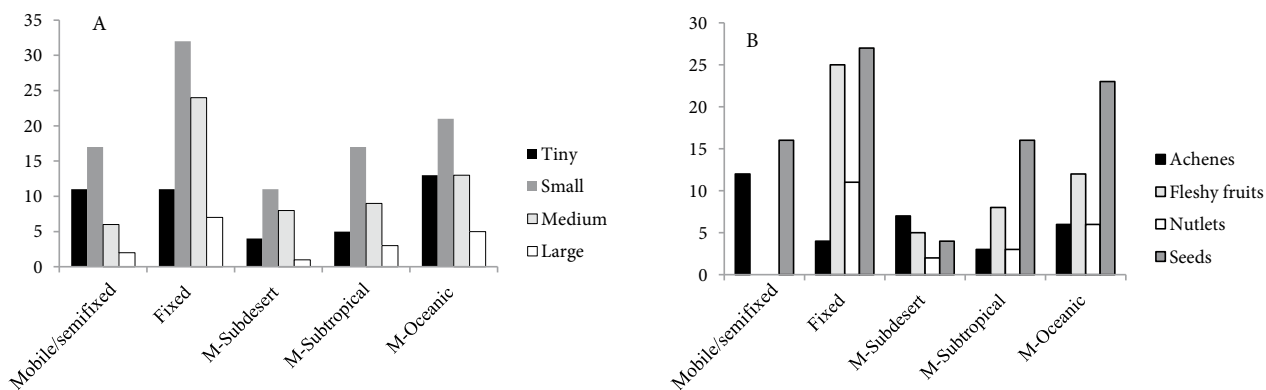 A
35
30
25
20
15
10
5
0
Mobile/semifixed
Fixed
M-Subdesert
M-Subtropical
M-Oceanic
Tiny
Small
Medium
Large
B
30
25
20
15
10
5
0
Mobile/semifixed
Fixed
M-Subdesert
M-Subtropical
M-Oceanic
Achenes
Fleshy fruits
Nutlets
Seeds